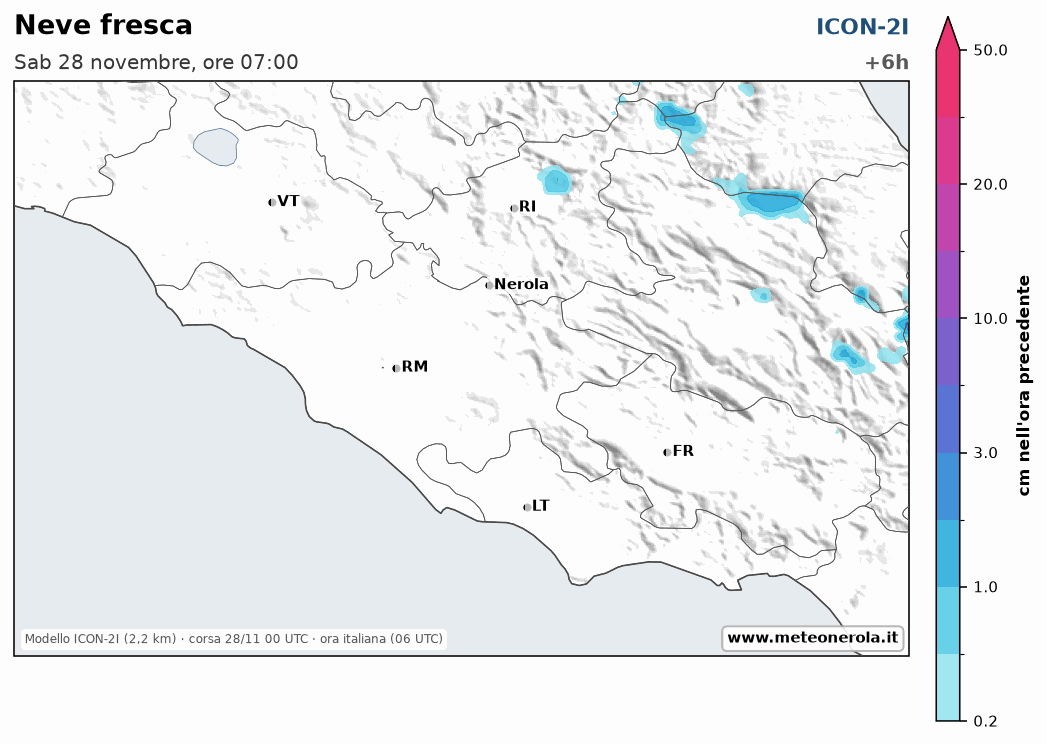 Neve fresca
ICON-2I
Sab 28 novembre, ore 07:00
+6h
50.0
20.0
10.0
3.0
1.0
0.2
cm nell'ora precedente
VT
RI
Nerola
RM
FR
LT
Modello ICON-2I (2,2 km) · corsa 28/11 00 UTC · ora italiana (06 UTC)
www.meteonerola.it